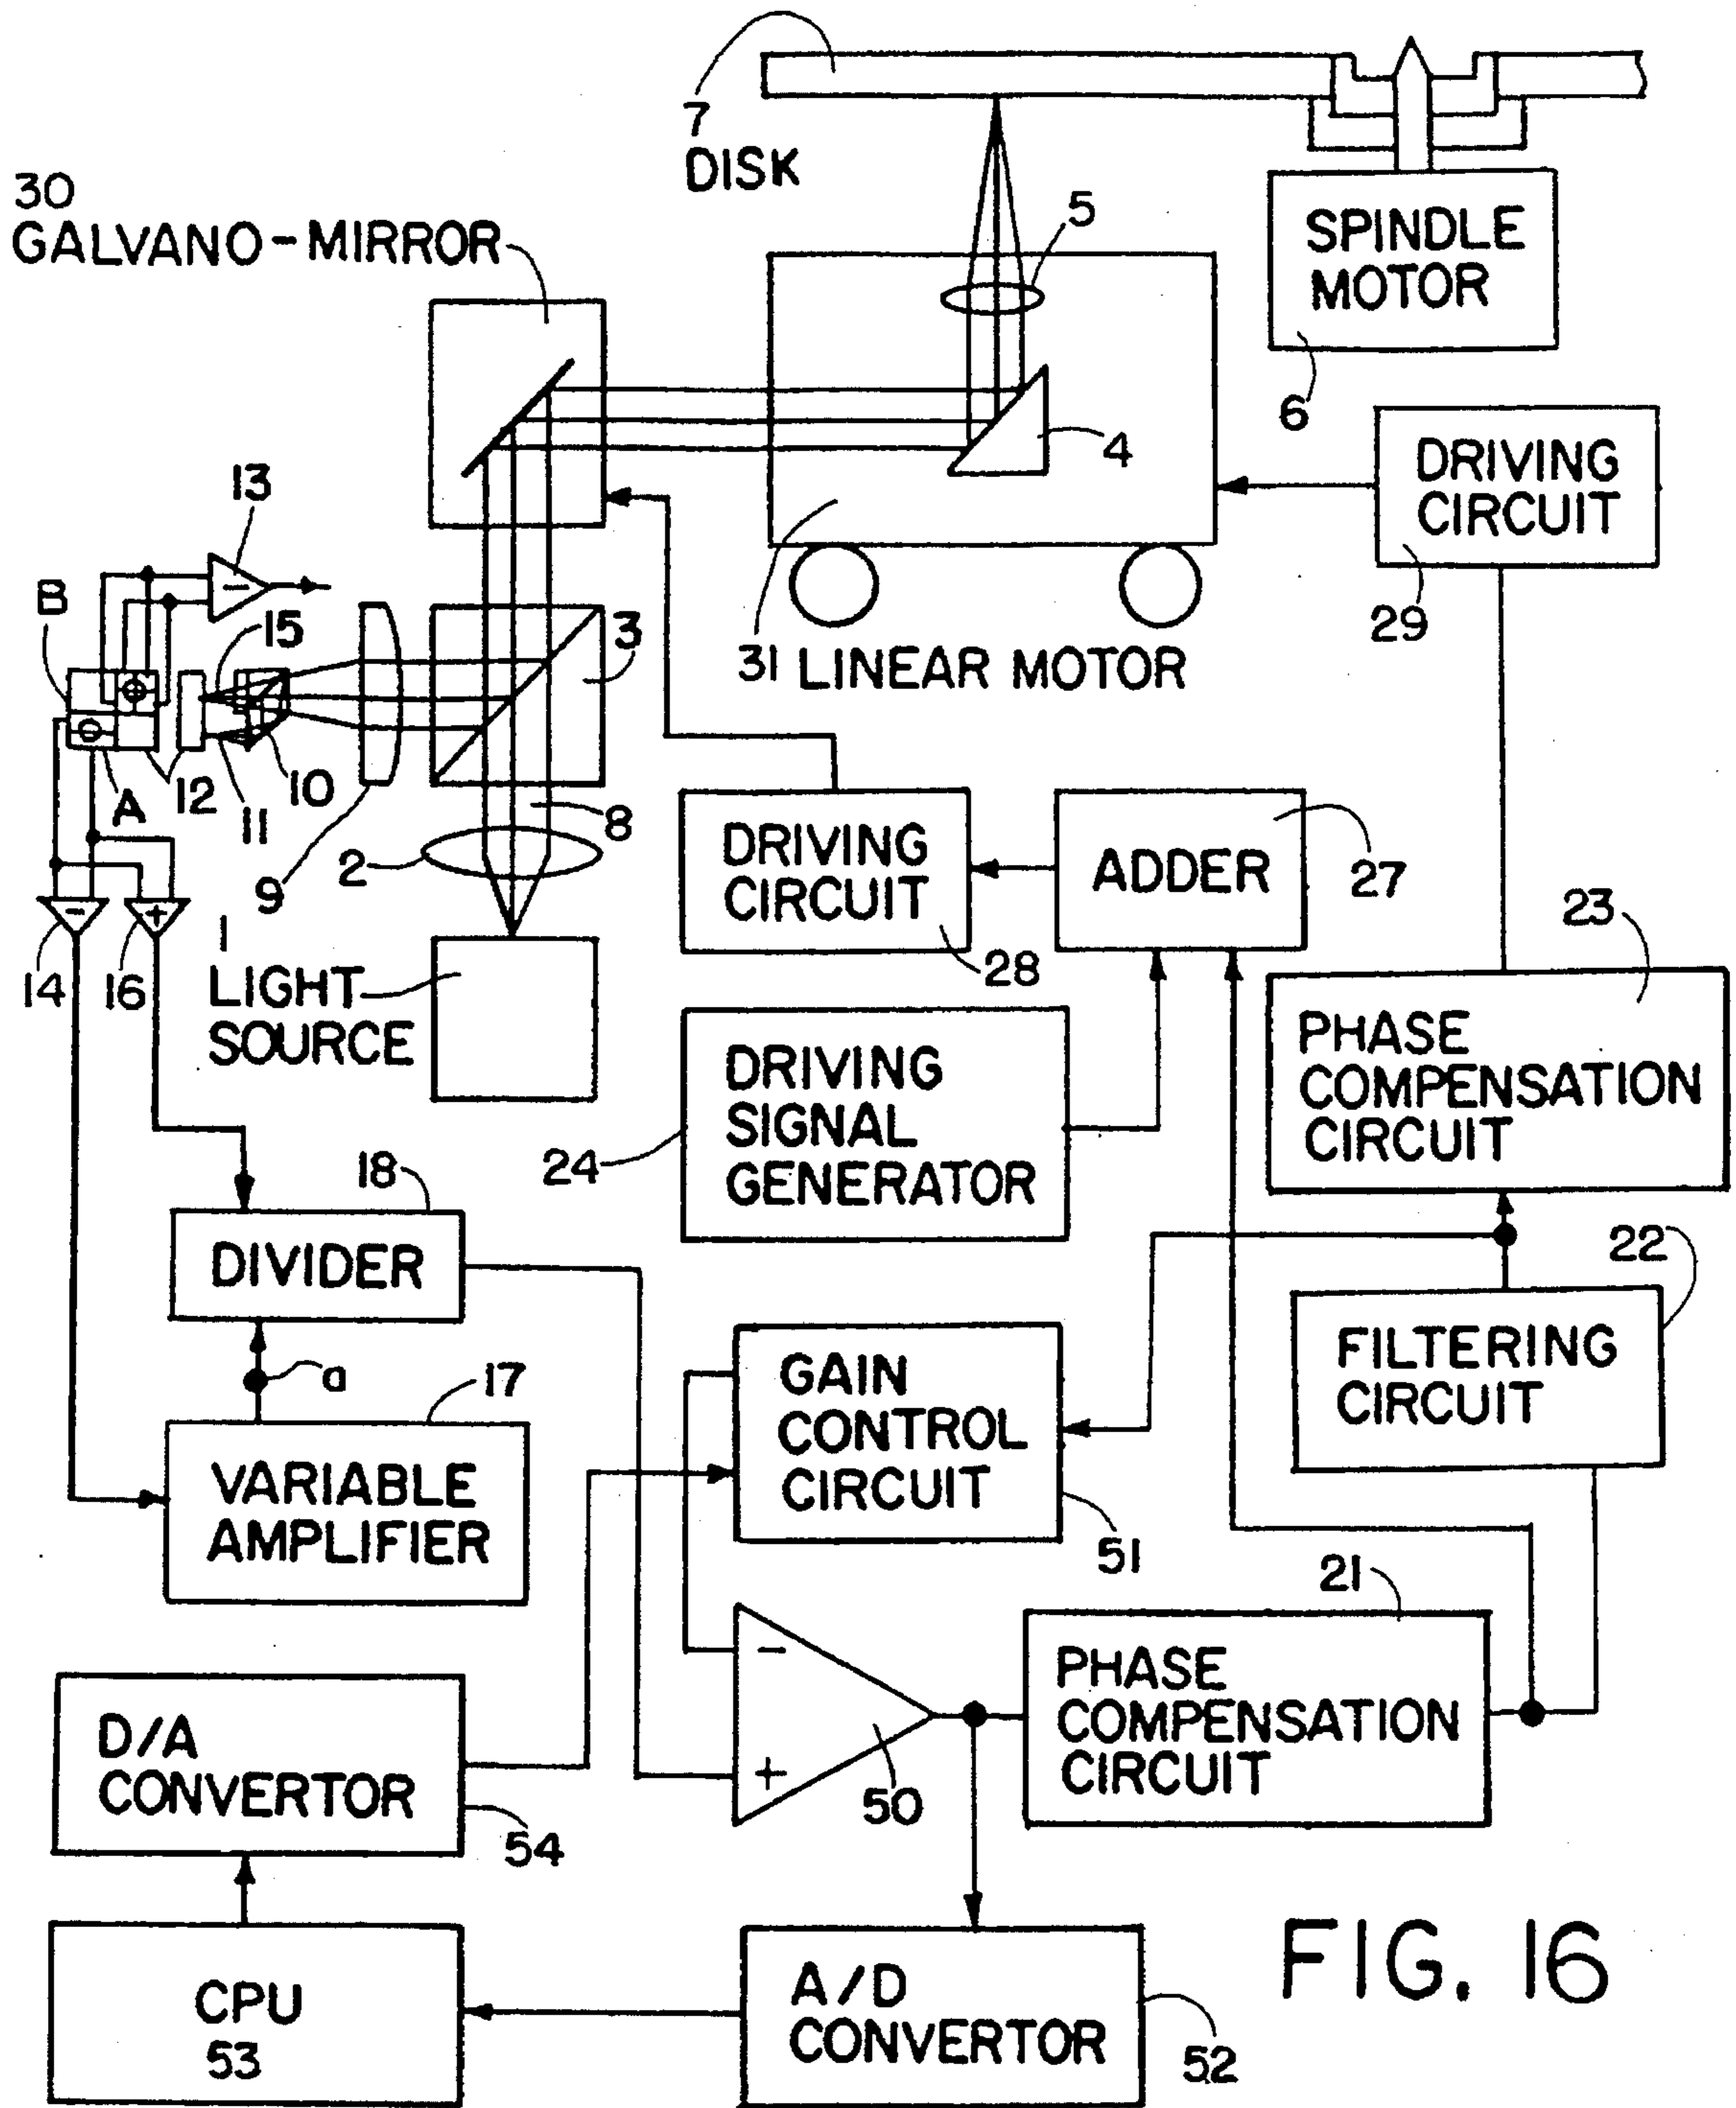 7
DISK
30
GALVANO-MIRROR
5
SPINDLE
MOTOR
6
4
DRIVING
CIRCUIT
29
13
B
15
3
31 LINEAR MOTOR
A
12
11
10
9
2
8
14
16
1
LIGHT
SOURCE
DRIVING
CIRCUIT
28
ADDER
27
23
PHASE
COMPENSATION
CIRCUIT
DRIVING
SIGNAL
GENERATOR
24
18
DIVIDER
a
17
VARIABLE
AMPLIFIER
22
FILTERING
CIRCUIT
GAIN
CONTROL
CIRCUIT
51
21
PHASE
COMPENSATION
CIRCUIT
−
+
50
D/A
CONVERTOR
54
CPU
53
A/D
CONVERTOR
52
FIG. 16